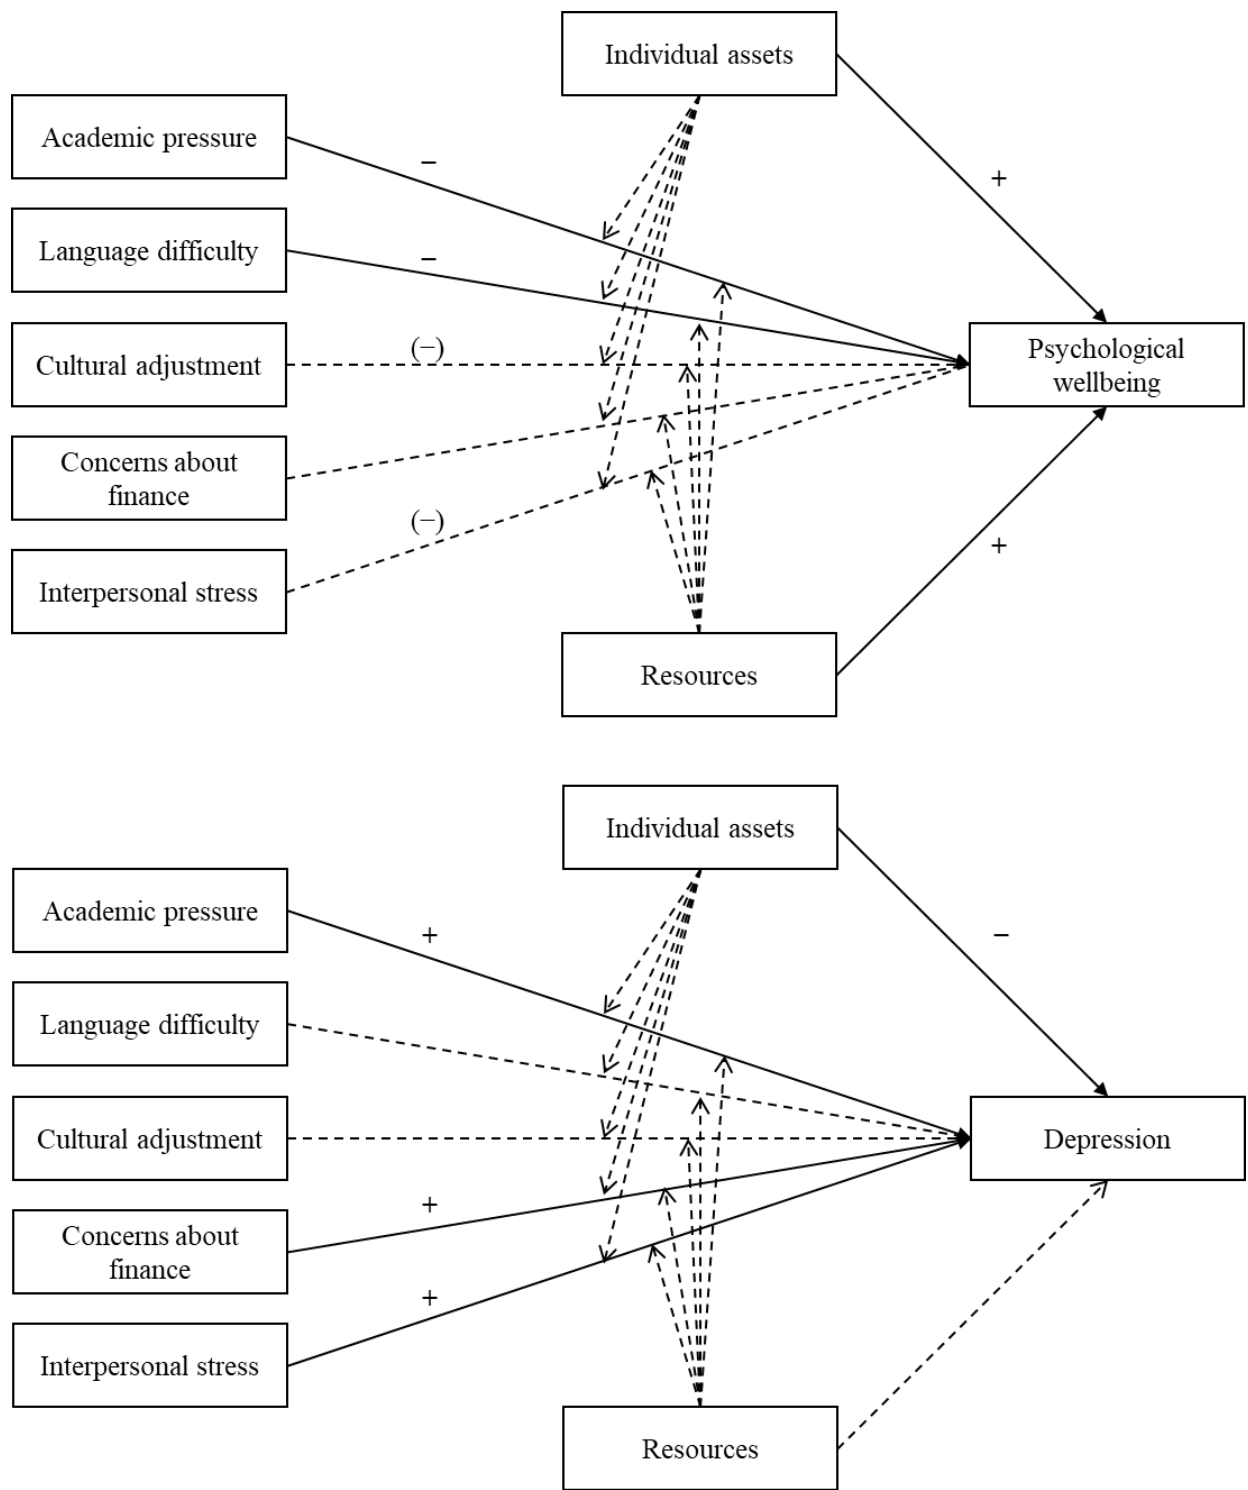 Individual assets
Academic pressure
−
+
Language difficulty
−
Cultural adjustment
(−)
Psychological
wellbeing
Concerns about
finance
(−)
+
Interpersonal stress
Resources
Individual assets
Academic pressure
+
−
Language difficulty
Cultural adjustment
Depression
+
Concerns about
finance
+
Interpersonal stress
Resources